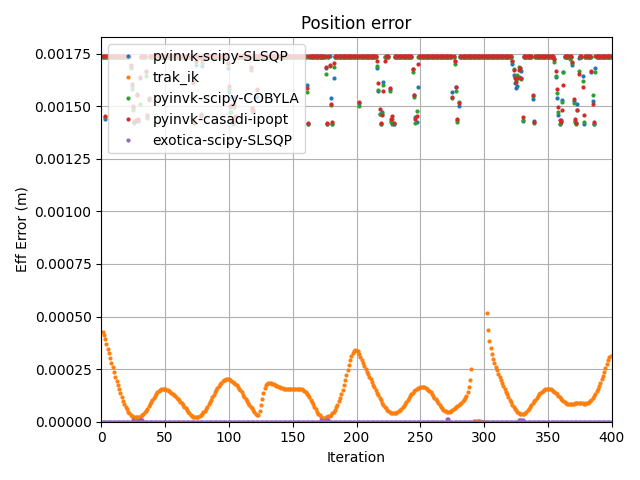 Position error
0.00175
0.00150
0.00125
0.00100
0.00075
0.00050
0.00025
0.00000
Eff Error (m)
pyinvk-scipy-SLSQP
trak_ik
pyinvk-scipy-COBYLA
pyinvk-casadi-ipopt
exotica-scipy-SLSQP
0 50 100 150 200 250 300 350 400
Iteration